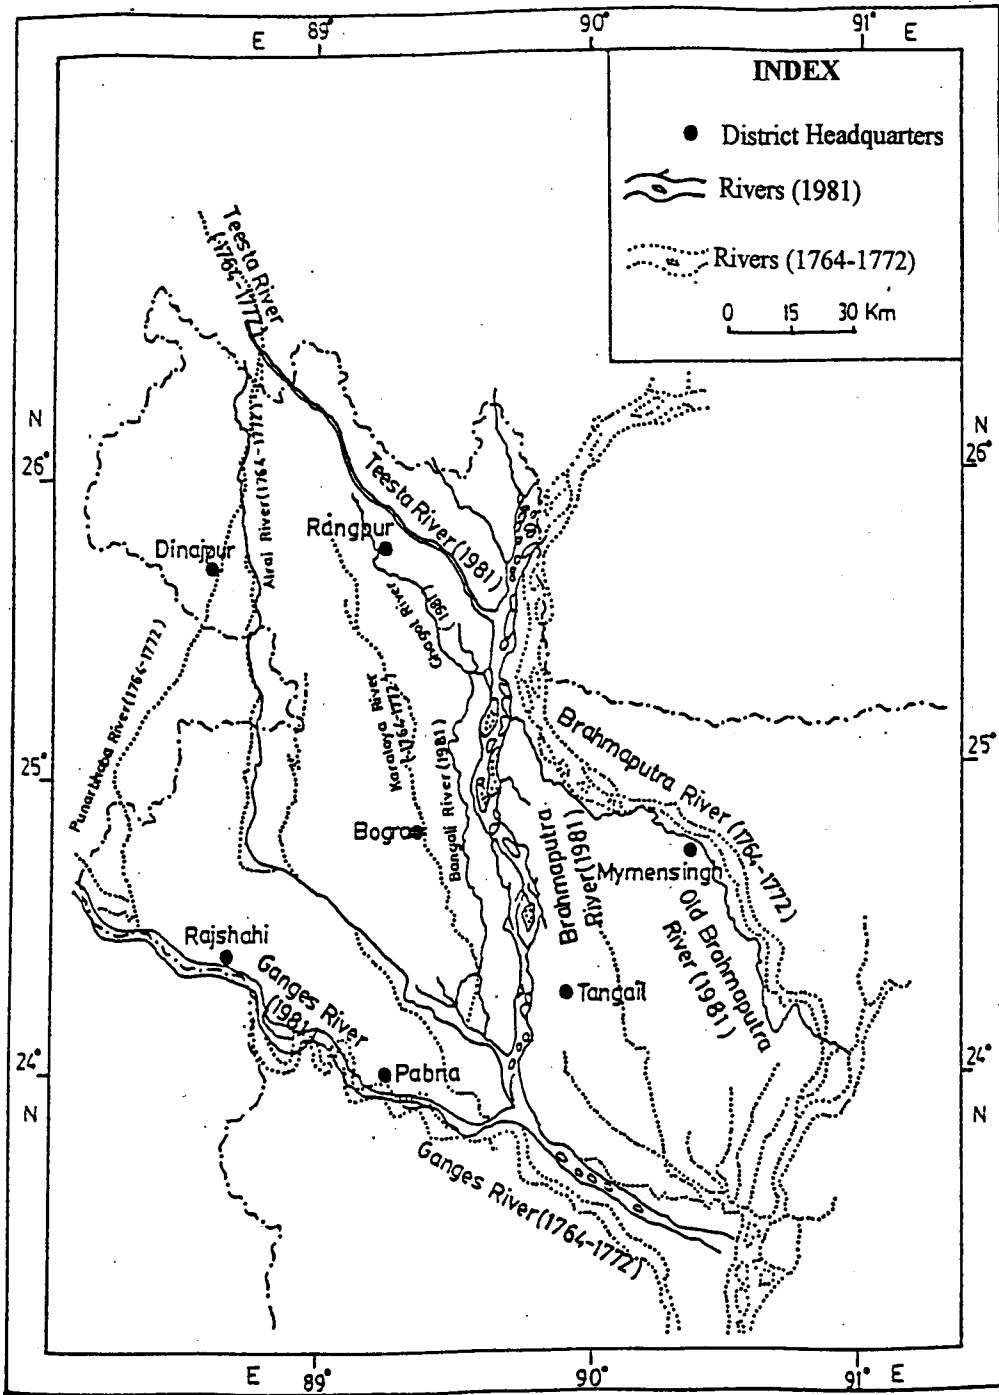 E 89° 90° 91° E
INDEX
District Headquarters
Rivers (1981)
Rivers (1764-1772)
0 15 30 Km
Teesta River
(1764-1772)
N N
26° 26°
Atrai River (1764-1772)
Teesta River (1981)
Rangpur
Dinajpur
Ghagot River
(1981)
Punarbhaba River (1764-1772)
Karatoya River
(1764-1772)
Bangali River (1981)
25° 25°
Brahmaputra River (1764-1772)
Bogra
Brahmaputra
River (1981)
Mymensingh
Old Brahmaputra
River (1981)
Rajshahi
Ganges River
(1981)
Tangail
24° 24°
Pabna
N N
Ganges River (1764-1772)
E 89° 90° 91° E